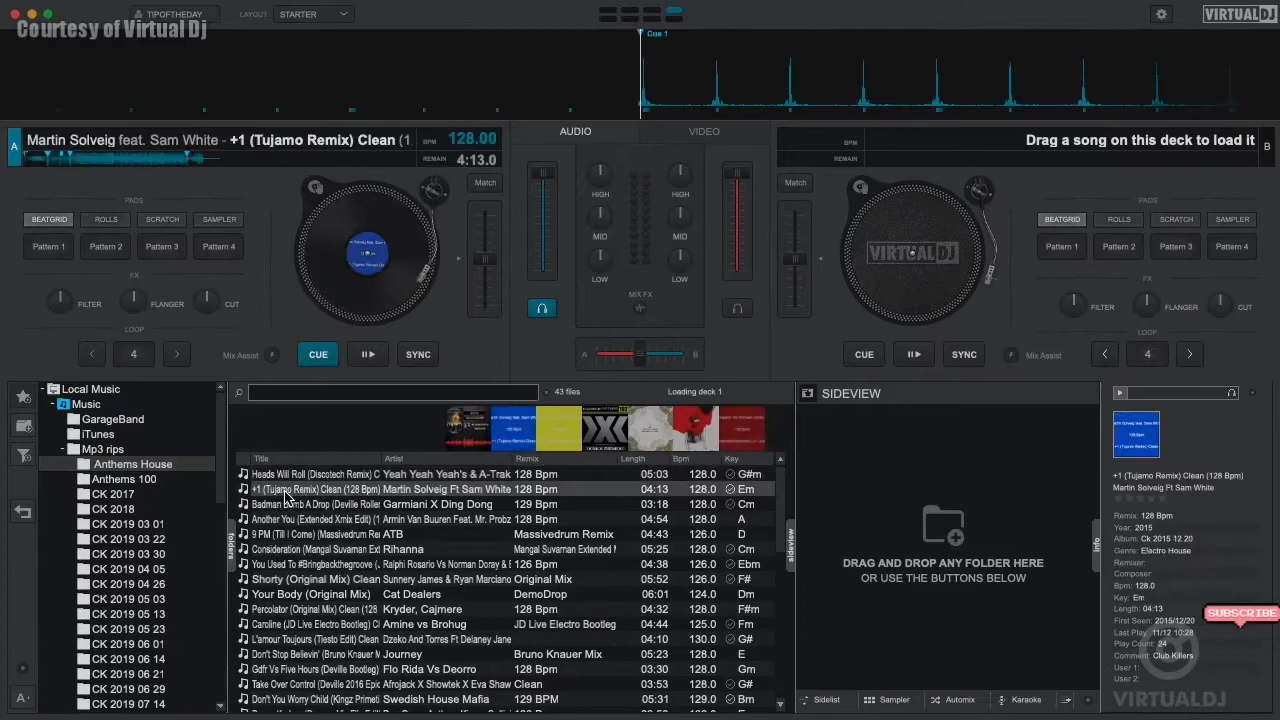 TIPOFTHEDAY
LAYOUT STARTER
VIRTUALDJ
Courtesy of Virtual Dj
Cue 1
A
Martin Solveig feat. Sam White - +1 (Tujamo Remix) Clean (1
BPM 128.00
REMAIN 4:13.0
AUDIO VIDEO
BPM
REMAIN
Drag a song on this deck to load it
B
PADS
BEATGRID ROLLS SCRATCH SAMPLER
Pattern 1 Pattern 2 Pattern 3 Pattern 4
FX
FILTER FLANGER CUT
LOOP
4
Mix Assist
CUE SYNC
Match
HIGH HIGH
MID MID
LOW LOW
MIX FX
A B
Match
VIRTUALDJ
PADS
BEATGRID ROLLS SCRATCH SAMPLER
Pattern 1 Pattern 2 Pattern 3 Pattern 4
FX
FILTER FLANGER CUT
LOOP
CUE SYNC
Mix Assist
4
Local Music
Music
GarageBand
iTunes
Mp3 rips
Anthems House
Anthems 100
CK 2017
CK 2018
CK 2019 03 01
CK 2019 03 22
CK 2019 03 30
CK 2019 04 05
CK 2019 04 26
CK 2019 05 03
CK 2019 05 13
CK 2019 05 23
CK 2019 06 01
CK 2019 06 14
CK 2019 06 21
CK 2019 06 29
CK 2019 07 14
folders
43 files
Loading deck 1
Title Artist Remix Length Bpm Key
Heads Will Roll (Discotech Remix) C Yeah Yeah Yeah's & A-Trak 128 Bpm 05:03 128.0 G#m
+1 (Tujamo Remix) Clean (128 Bpm) Martin Solveig Ft Sam White 128 Bpm 04:13 128.0 Em
Badman Bomb A Drop (Deville Rolle Garmiani X Ding Dong 129 Bpm 03:18 128.0 Cm
Another You (Extended Xmix Edit) (1 Armin Van Buuren Feat. Mr. Probz 128 Bpm 04:54 128.0 A
9 PM (Till I Come) (Massivedrum Rem ATB Massivedrum Remix 04:43 126.0 D
Consideration (Mangal Suvarnan Ext Rihanna Mangal Suvarnan Extended M 05:25 128.0 Cm
You Used To #Bringbackthegroove ( Ralphi Rosario Vs Norman Doray & 128 Bpm 04:38 126.0 Ebm
Shorty (Original Mix) Clean Sunnery James & Ryan Marciano Original Mix 05:52 126.0 F#
Your Body (Original Mix) Cat Dealers DemoDrop 06:01 124.0 Dm
Percolator (Original Mix) Clean (128 Kryder, Cajmere 128 Bpm 04:32 128.0 F#m
Caroline (JD Live Electro Bootleg) C Amine vs Brohug JD Live Electro Bootleg 04:44 125.0 Fm
L'amour Toujours (Tiesto Edit) Clean Dzeko And Torres Ft Delaney Jane 04:10 130.0 G#
Don't Stop Believin' (Bruno Knauer M Journey Bruno Knauer Mix 05:23 128.0 E
Gdfr Vs Five Hours (Deville Bootleg) Flo Rida Vs Deorro 128 Bpm 03:30 128.0 Gm
Take Over Control (Deville 2016 Epic Afrojack X Showtek X Eva Shaw Clean 03:53 128.0 G#
Don't You Worry Child (Kingz Primet Swedish House Mafia 129 BPM 05:31 129.0 Bm
sideview
SIDEVIEW
DRAG AND DROP ANY FOLDER HERE
OR USE THE BUTTONS BELOW
Sidelist Sampler Automix Karaoke
info
+1 (Tujamo Remix) Clean (128 Bpm)
Martin Solveig Ft Sam White
Remix: 128 Bpm
Year: 2015
Album: Ck 2015 12 20
Genre: Electro House
Remixer:
Composer:
Bpm: 128.0
Key: Em
Length: 04:13
First Seen: 2015/12/20
Last Play: 11/12 10:28
Play Count: 24
Comment: Club Killers
User 1:
User 2:
SUBSCRIBE
VIRTUALDJ